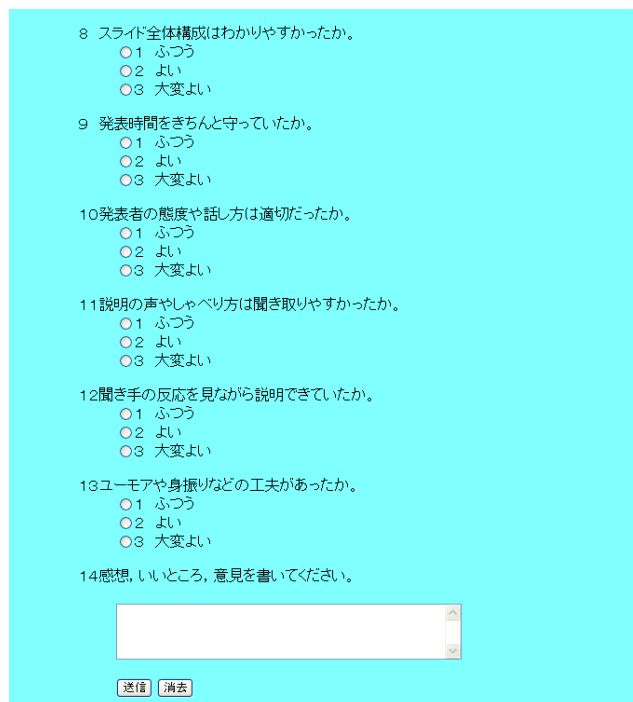 ８ スライド全体構成はわかりやすかったか。
１ ふつう
２ よい
３ 大変よい
９ 発表時間をきちんと守っていたか。
１ ふつう
２ よい
３ 大変よい
１０発表者の態度や話し方は適切だったか。
１ ふつう
２ よい
３ 大変よい
１１説明の声やしゃべり方は聞き取りやすかったか。
１ ふつう
２ よい
３ 大変よい
１２聞き手の反応を見ながら説明できていたか。
１ ふつう
２ よい
３ 大変よい
１３ユーモアや身振りなどの工夫があったか。
１ ふつう
２ よい
３ 大変よい
１４感想，いいところ，意見を書いてください。
送信 消去